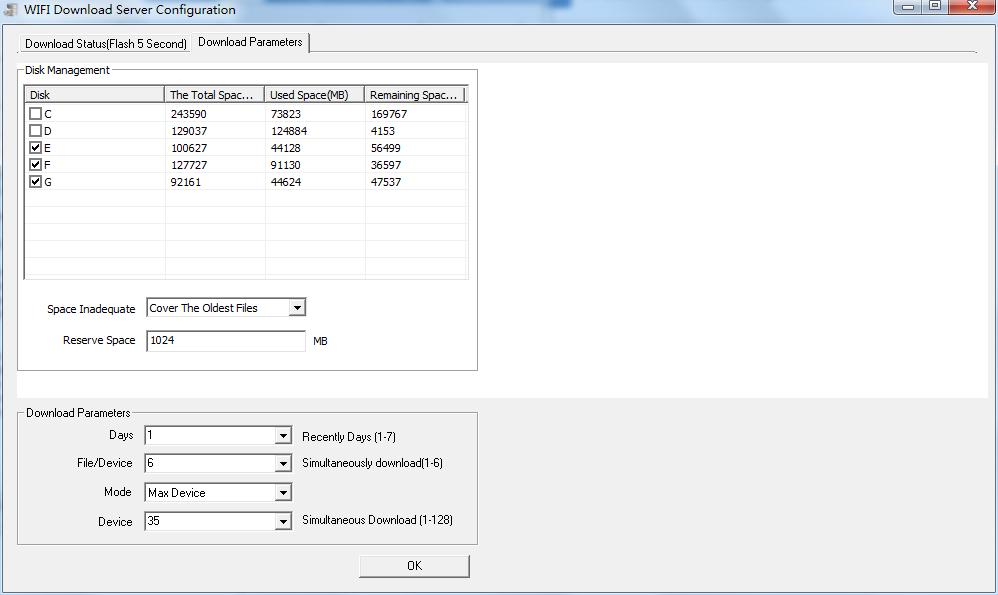 WIFI Download Server Configuration
Download Status(Flash 5 Second) Download Parameters
Disk Management
Disk The Total Spac... Used Space(MB) Remaining Spac...
C 243590 73823 169767
D 129037 124884 4153
E 100627 44128 56499
F 127727 91130 36597
G 92161 44624 47537
Space Inadequate Cover The Oldest Files
Reserve Space 1024 MB
Download Parameters
Days 1 Recently Days (1-7)
File/Device 6 Simultaneously download(1-6)
Mode Max Device
Device 35 Simultaneous Download (1-128)
OK